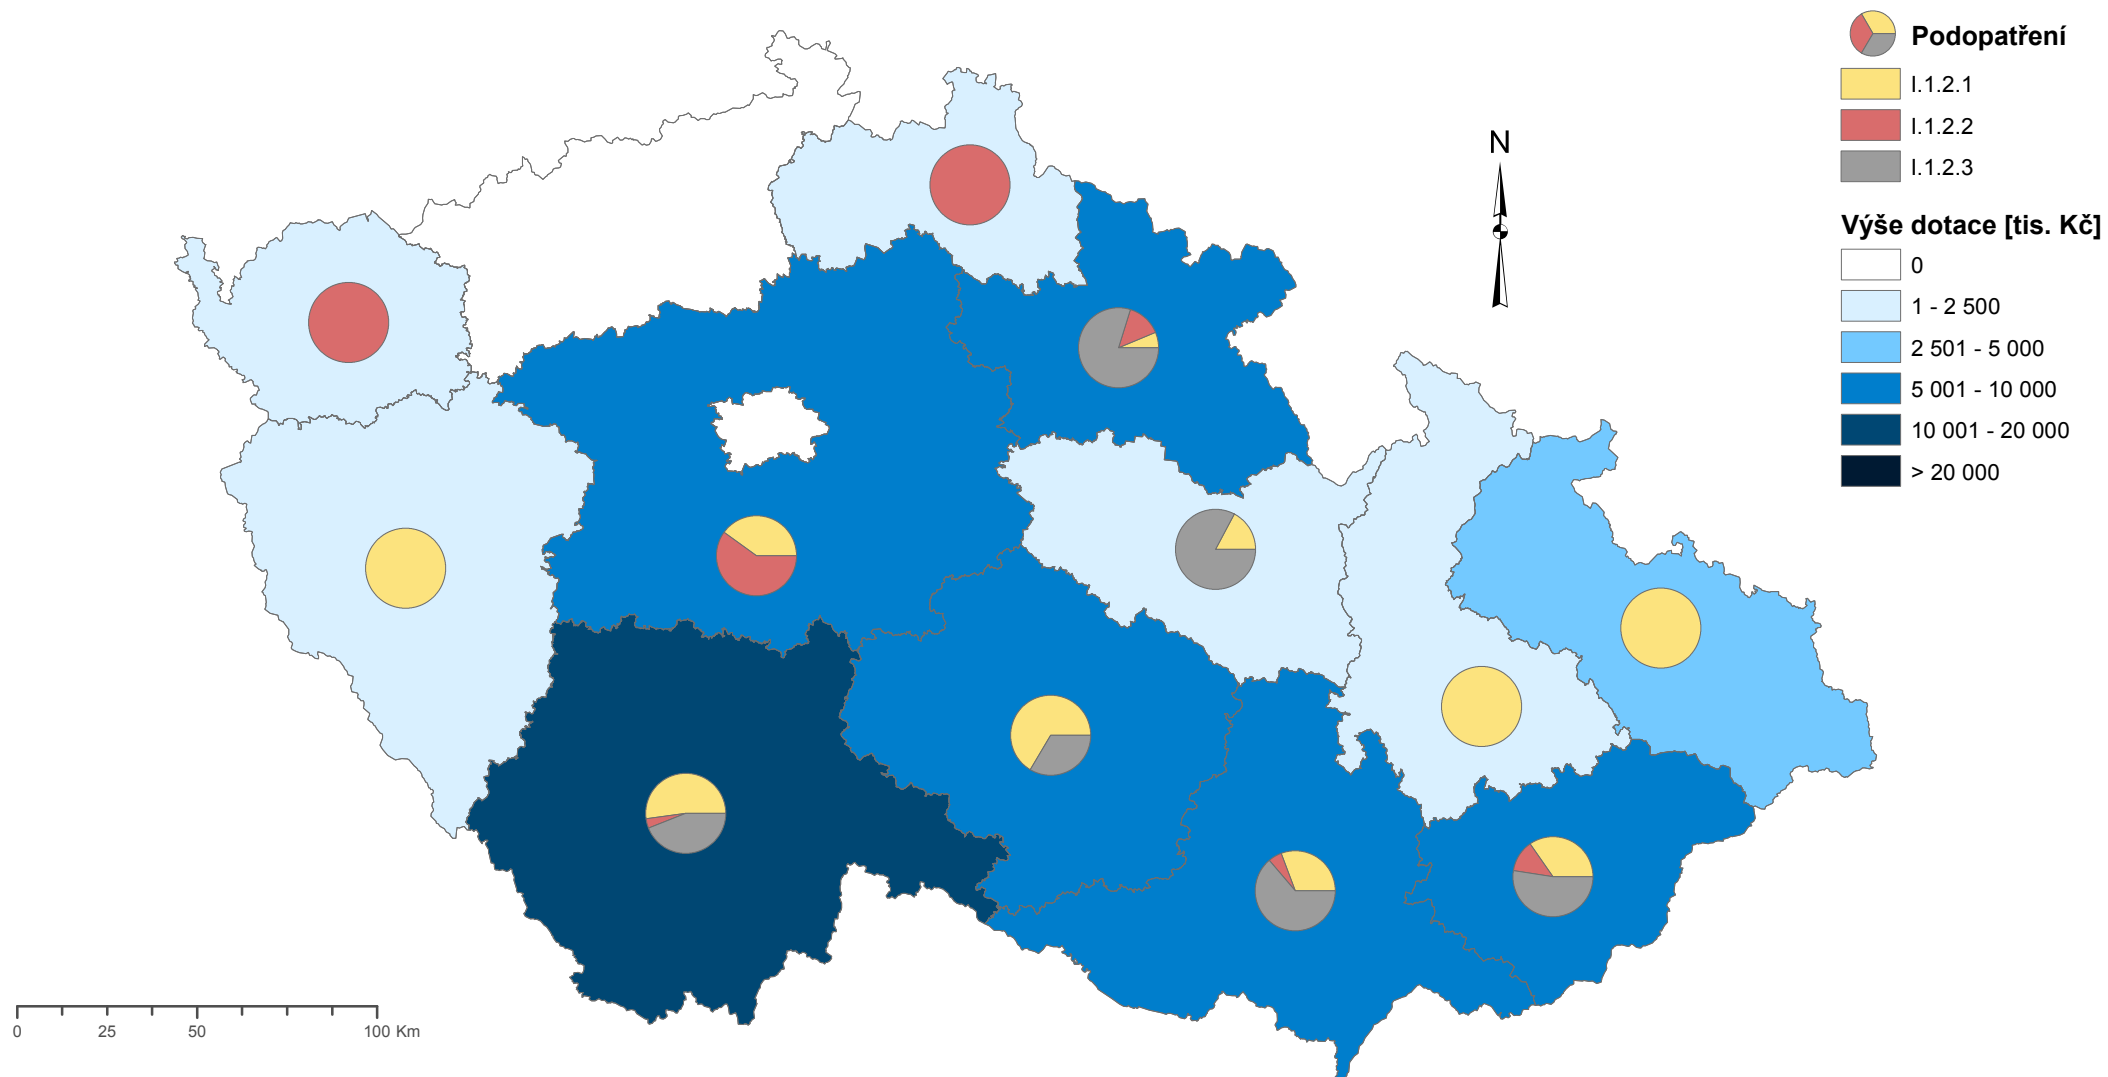 Podopatření
I.1.2.1
I.1.2.2
I.1.2.3
Výše dotace [tis. Kč]
0
1 - 2 500
2 501 - 5 000
5 001 - 10 000
10 001 - 20 000
> 20 000
N
0 25 50 100 Km